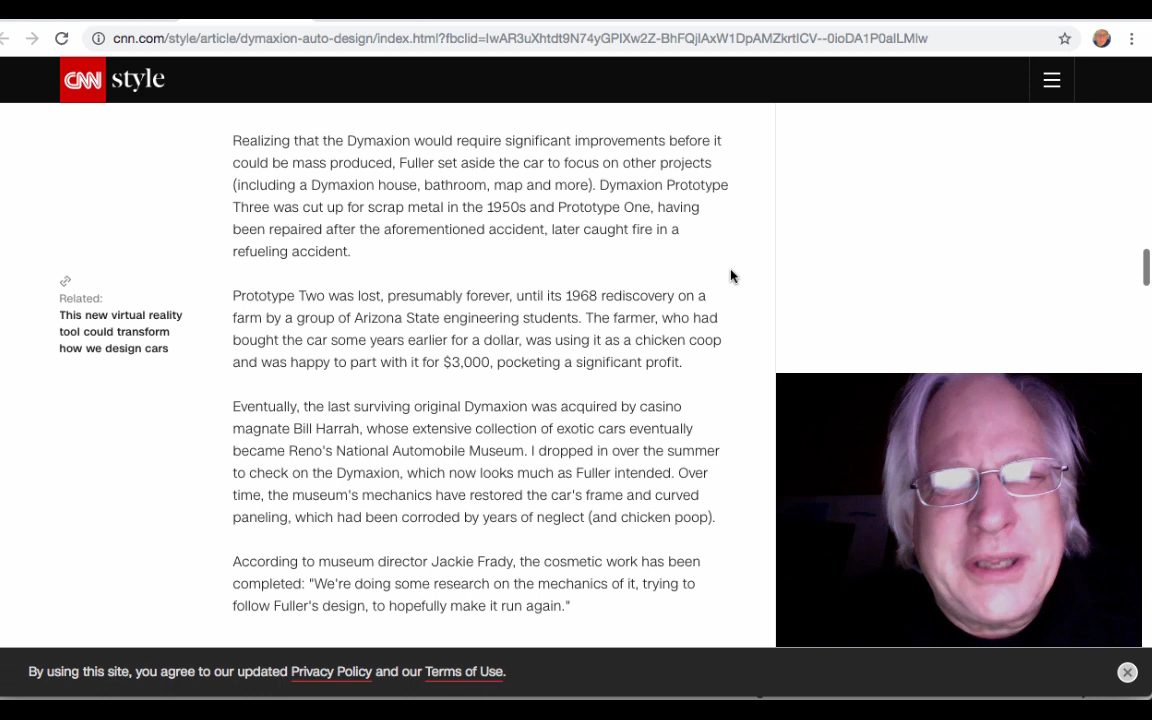 cnn.com/style/article/dymaxion-auto-design/index.html?fbclid=IwAR3uXhtdt9N74yGPIXw2Z-BhFQjlAxW1DpAMZkrtICV--0ioDA1P0alLMlw
CNN style
Realizing that the Dymaxion would require significant improvements before it
could be mass produced, Fuller set aside the car to focus on other projects
(including a Dymaxion house, bathroom, map and more). Dymaxion Prototype
Three was cut up for scrap metal in the 1950s and Prototype One, having
been repaired after the aforementioned accident, later caught fire in a
refueling accident.
Related:
This new virtual reality
tool could transform
how we design cars
Prototype Two was lost, presumably forever, until its 1968 rediscovery on a
farm by a group of Arizona State engineering students. The farmer, who had
bought the car some years earlier for a dollar, was using it as a chicken coop
and was happy to part with it for $3,000, pocketing a significant profit.
Eventually, the last surviving original Dymaxion was acquired by casino
magnate Bill Harrah, whose extensive collection of exotic cars eventually
became Reno's National Automobile Museum. I dropped in over the summer
to check on the Dymaxion, which now looks much as Fuller intended. Over
time, the museum's mechanics have restored the car's frame and curved
paneling, which had been corroded by years of neglect (and chicken poop).
According to museum director Jackie Frady, the cosmetic work has been
completed: "We're doing some research on the mechanics of it, trying to
follow Fuller's design, to hopefully make it run again."
By using this site, you agree to our updated Privacy Policy and our Terms of Use.